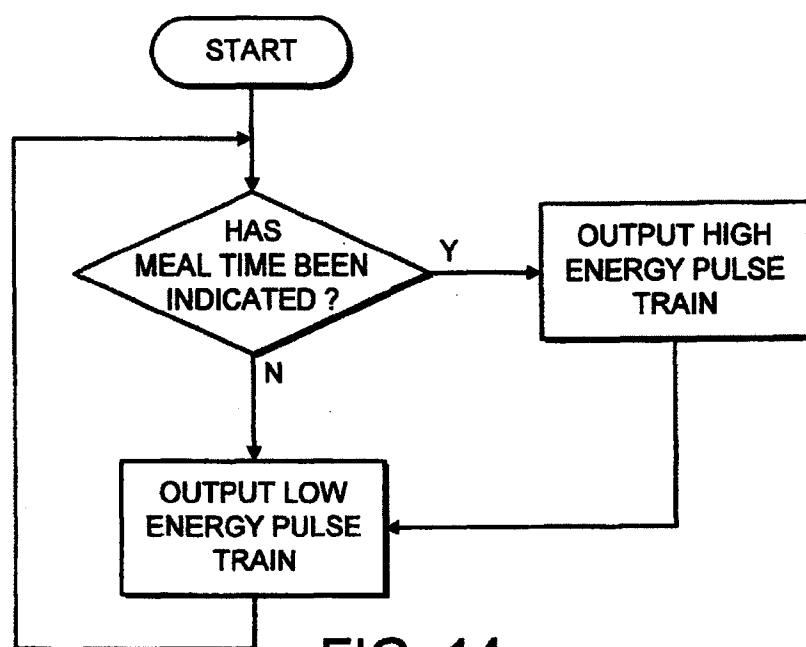 START
HAS
MEAL TIME BEEN
INDICATED ?
Y
OUTPUT HIGH
ENERGY PULSE
TRAIN
N
OUTPUT LOW
ENERGY PULSE
TRAIN